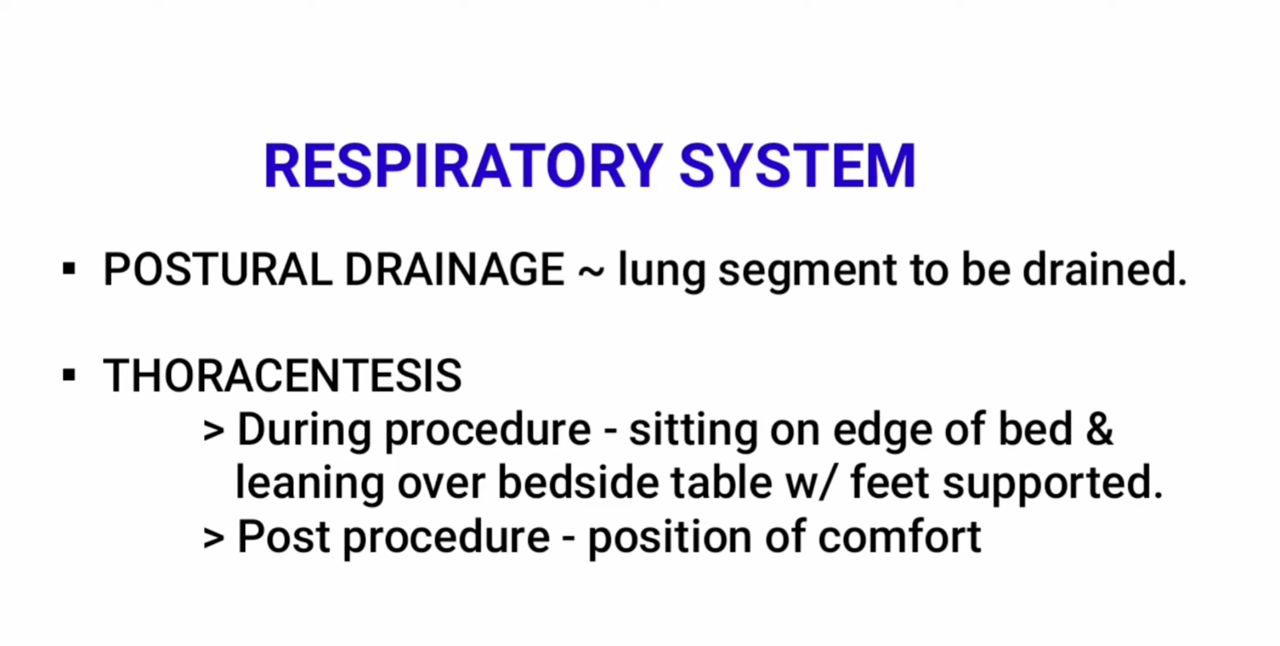 RESPIRATORY SYSTEM
▪ POSTURAL DRAINAGE ~ lung segment to be drained.
▪ THORACENTESIS
> During procedure - sitting on edge of bed &
leaning over bedside table w/ feet supported.
> Post procedure - position of comfort